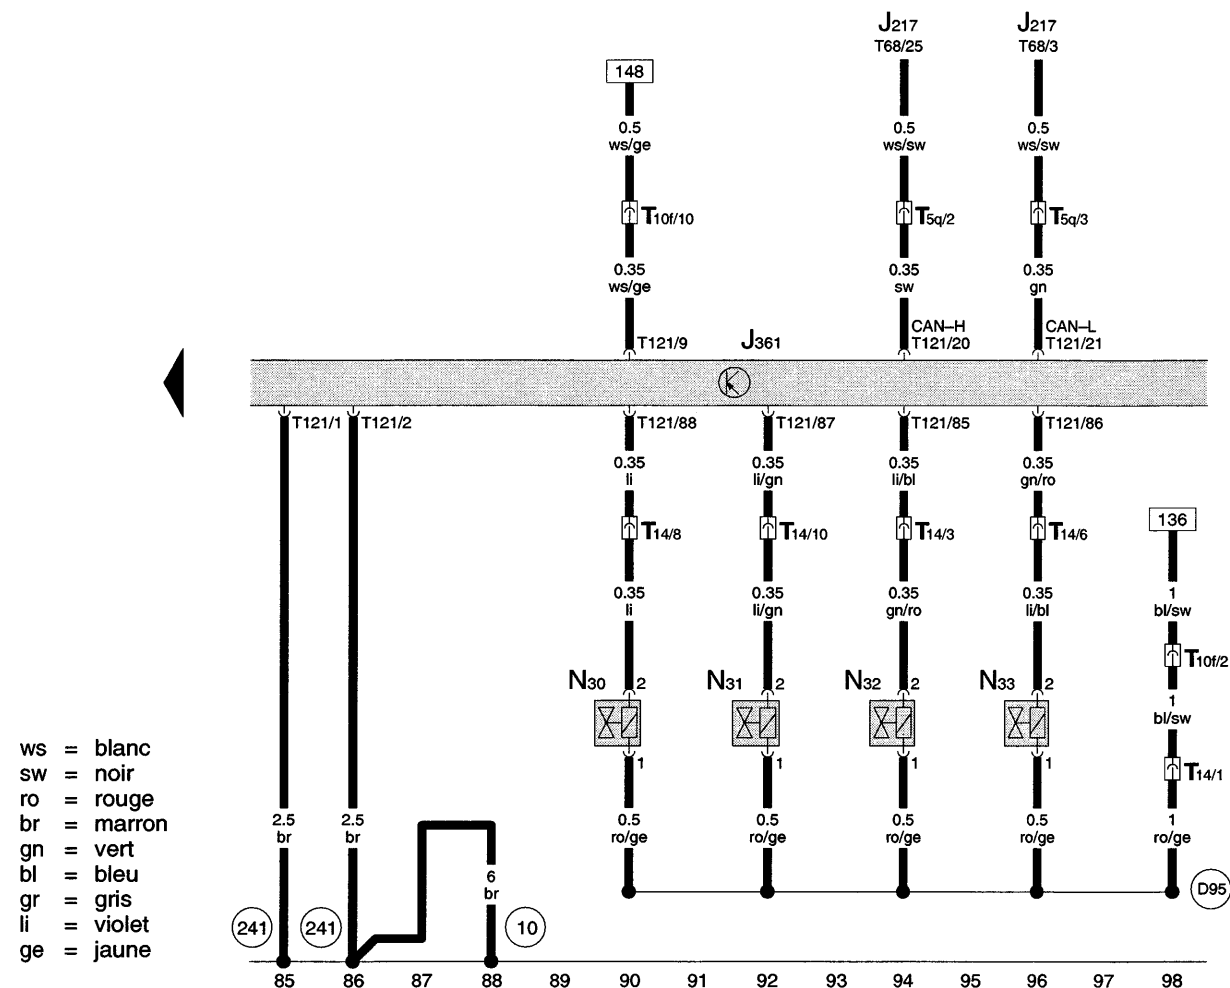 J217 J217
T68/25 T68/3
148
0.5 0.5 0.5
ws/ge ws/sw ws/sw
T10f/10 T5q/2 T5q/3
0.35 0.35 0.35
ws/ge sw gn
CAN–H CAN–L
T121/9 J361 T121/20 T121/21
T121/1 T121/2 T121/88 T121/87 T121/85 T121/86
0.35 0.35 0.35 0.35
li li/gn li/bl gn/ro
136
T14/8 T14/10 T14/3 T14/6
0.35 0.35 0.35 0.35 1
li li/gn gn/ro li/bl bl/sw
T10f/2
N30 2 N31 2 N32 2 N33 2
1
bl/sw
1 1 1 1 T14/1
ws = blanc
sw = noir
ro = rouge
br = marron
gn = vert
bl = bleu
gr = gris
li = violet
ge = jaune
2.5 2.5 0.5 0.5 0.5 0.5 1
br br ro/ge ro/ge ro/ge ro/ge ro/ge
6
br
D95
241 241 10
85 86 87 88 89 90 91 92 93 94 95 96 97 98